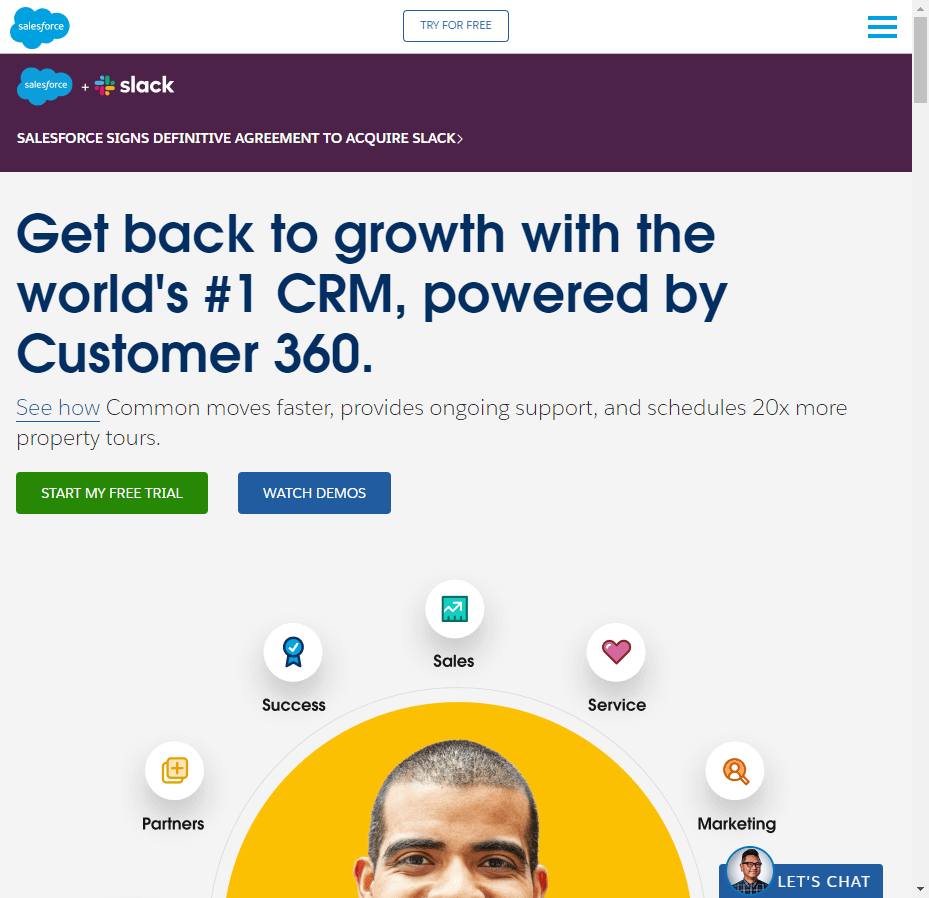 salesforce
TRY FOR FREE
salesforce + slack
SALESFORCE SIGNS DEFINITIVE AGREEMENT TO ACQUIRE SLACK
Get back to growth with the
world's #1 CRM, powered by
Customer 360.
See how Common moves faster, provides ongoing support, and schedules 20x more
property tours.
START MY FREE TRIAL
WATCH DEMOS
Sales
Success
Service
Partners
Marketing
LET'S CHAT